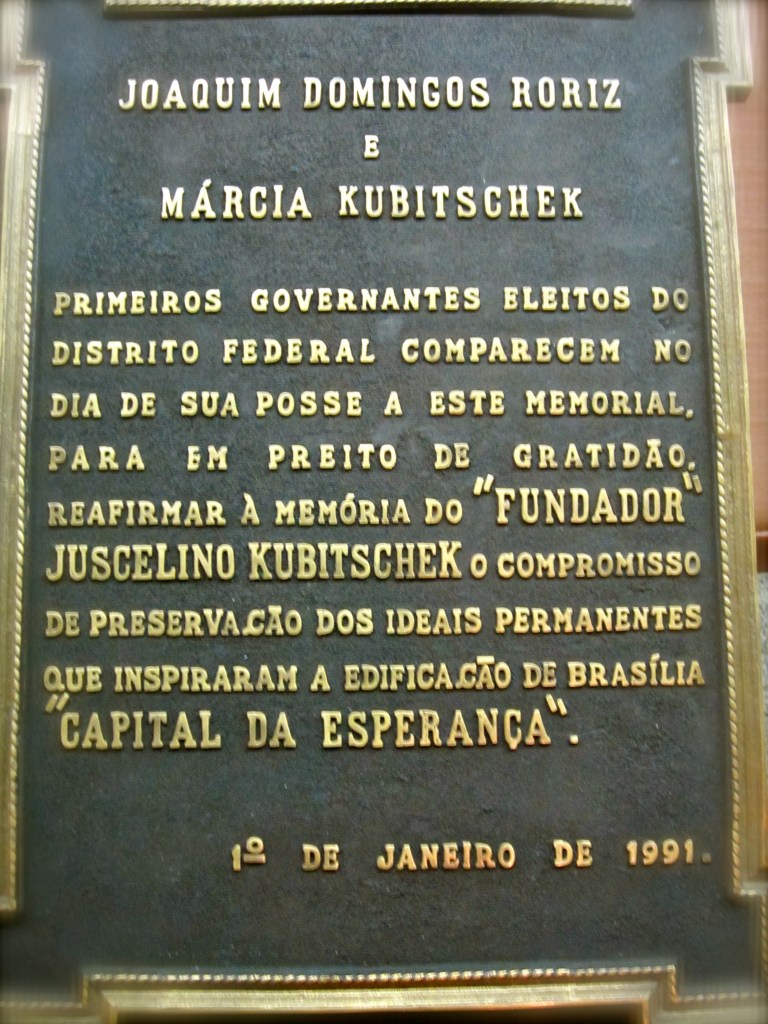 JOAQUIM DOMINGOS RORIZ
E
MÁRCIA KUBITSCHEK
PRIMEIROS GOVERNANTES ELEITOS DO
DISTRITO FEDERAL COMPARECEM NO
DIA DE SUA POSSE A ESTE MEMORIAL,
PARA EM PREITO DE GRATIDÃO,
REAFIRMAR À MEMÓRIA DO "FUNDADOR"
JUSCELINO KUBITSCHEK O COMPROMISSO
DE PRESERVAÇÃO DOS IDEAIS PERMANENTES
QUE INSPIRARAM A EDIFICAÇÃO DE BRASÍLIA
"CAPITAL DA ESPERANÇA".
1º DE JANEIRO DE 1991.